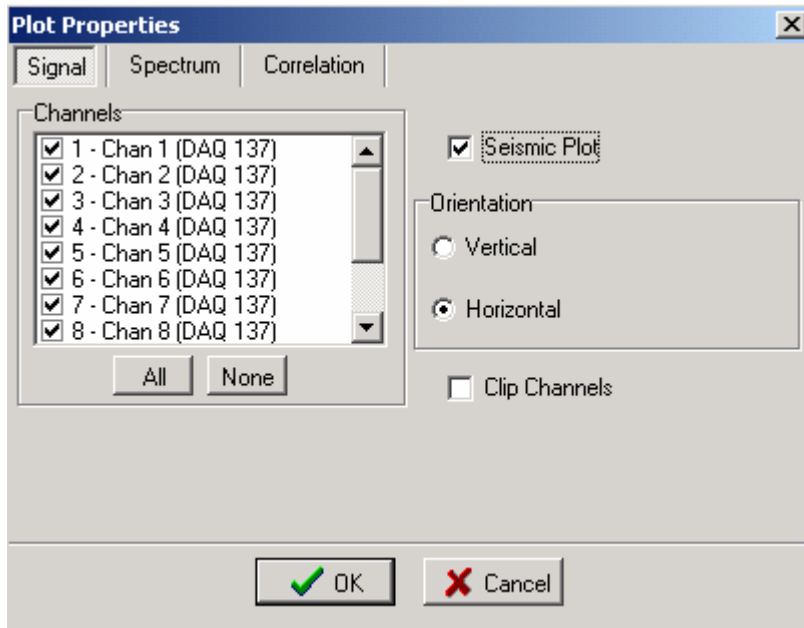 Plot Properties
Signal Spectrum Correlation
Channels
1 - Chan 1 (DAQ 137)
2 - Chan 2 (DAQ 137)
3 - Chan 3 (DAQ 137)
4 - Chan 4 (DAQ 137)
5 - Chan 5 (DAQ 137)
6 - Chan 6 (DAQ 137)
7 - Chan 7 (DAQ 137)
8 - Chan 8 (DAQ 137)
All None
Seismic Plot
Orientation
Vertical
Horizontal
Clip Channels
OK Cancel